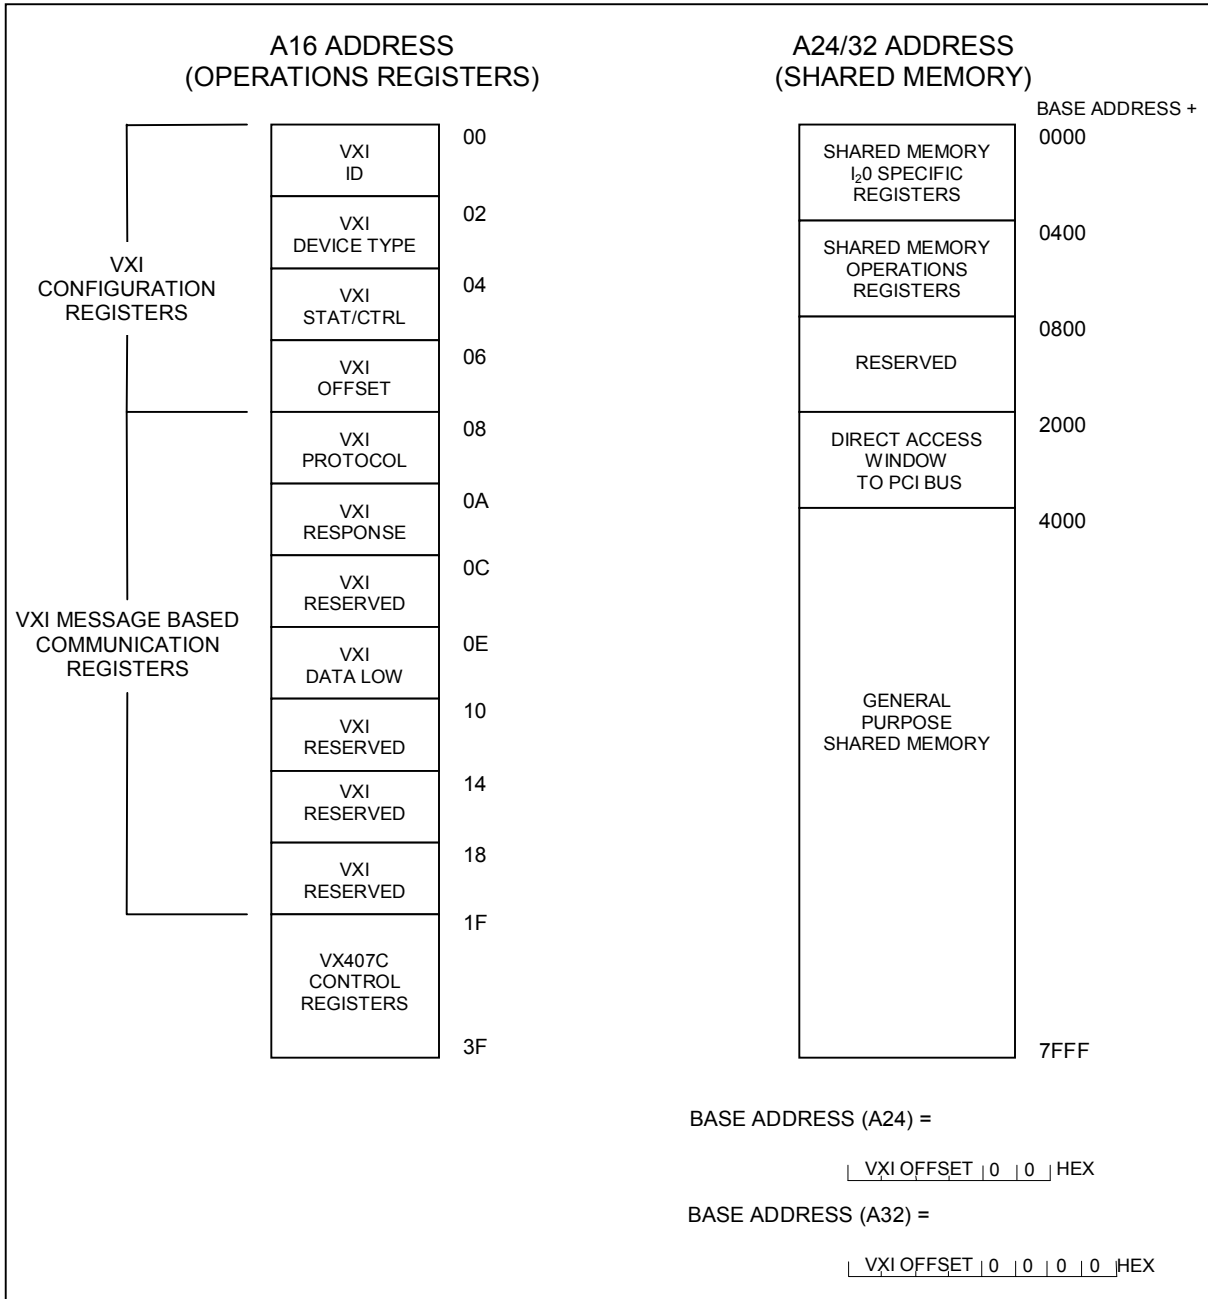 A16 ADDRESS
(OPERATIONS REGISTERS)
VXI
CONFIGURATION
REGISTERS
VXI MESSAGE BASED
COMMUNICATION
REGISTERS
00
VXI
ID
02
VXI
DEVICE TYPE
04
VXI
STAT/CTRL
06
VXI
OFFSET
08
VXI
PROTOCOL
0A
VXI
RESPONSE
0C
VXI
RESERVED
0E
VXI
DATA LOW
10
VXI
RESERVED
14
VXI
RESERVED
18
VXI
RESERVED
1F
VX407C
CONTROL
REGISTERS
3F
A24/32 ADDRESS
(SHARED MEMORY)
BASE ADDRESS +
0000
SHARED MEMORY
I₂0 SPECIFIC
REGISTERS
0400
SHARED MEMORY
OPERATIONS
REGISTERS
0800
RESERVED
2000
DIRECT ACCESS
WINDOW
TO PCI BUS
4000
GENERAL
PURPOSE
SHARED MEMORY
7FFF
BASE ADDRESS (A24) =
VXI OFFSET 0 0 HEX
BASE ADDRESS (A32) =
VXI OFFSET 0 0 0 0 HEX